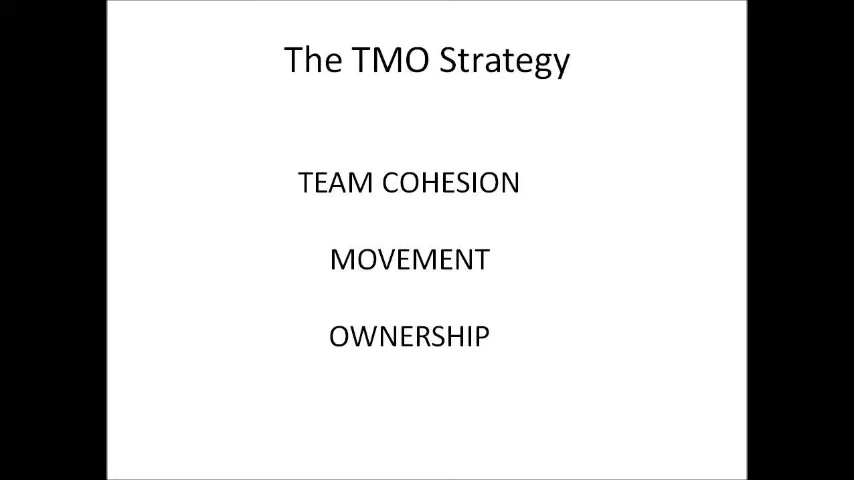 The TMO Strategy
TEAM COHESION
MOVEMENT
OWNERSHIP